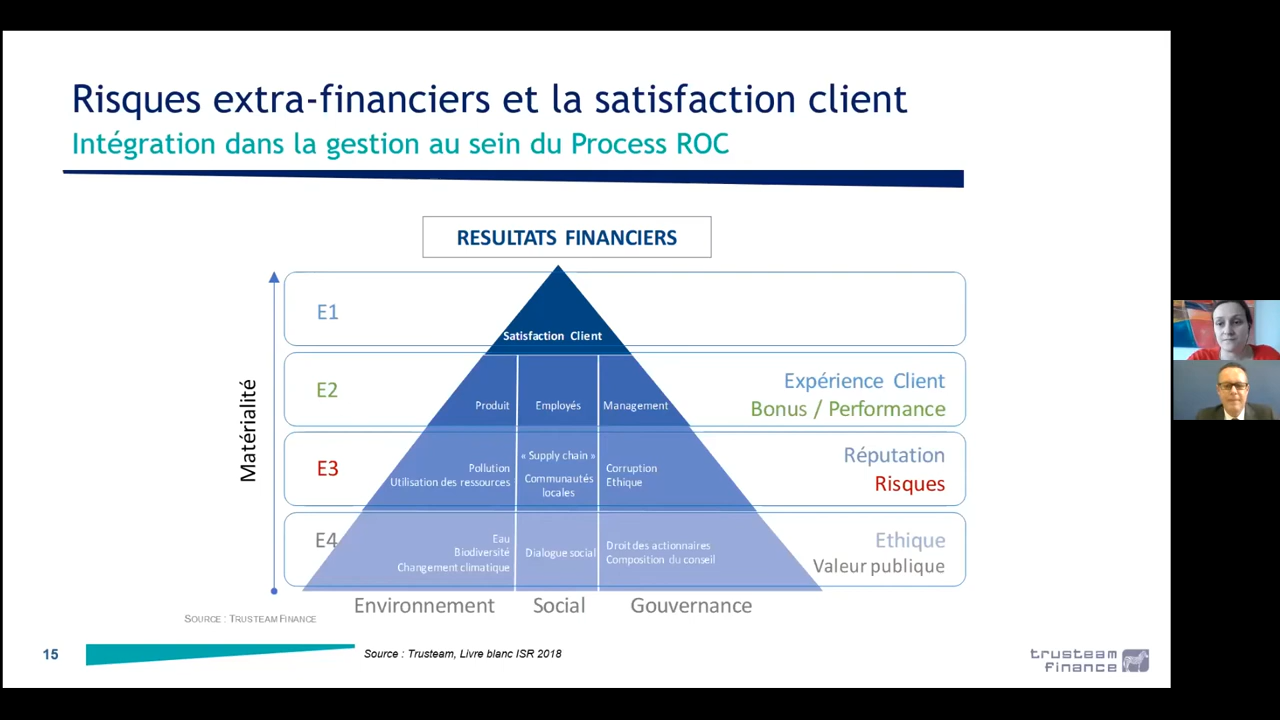 Risques extra-financiers et la satisfaction client
Intégration dans la gestion au sein du Process ROC
RESULTATS FINANCIERS
Matérialité
E1
Satisfaction Client
E2
Produit
Employés
Management
Expérience Client
Bonus / Performance
E3
Pollution
Utilisation des ressources
« Supply chain »
Communautés
locales
Corruption
Ethique
Réputation
Risques
E4
Eau
Biodiversité
Changement climatique
Dialogue social
Droit des actionnaires
Composition du conseil
Ethique
Valeur publique
Environnement
Social
Gouvernance
SOURCE : TRUSTEAM FINANCE
15
Source : Trusteam, Livre blanc ISR 2018
trusteam
finance